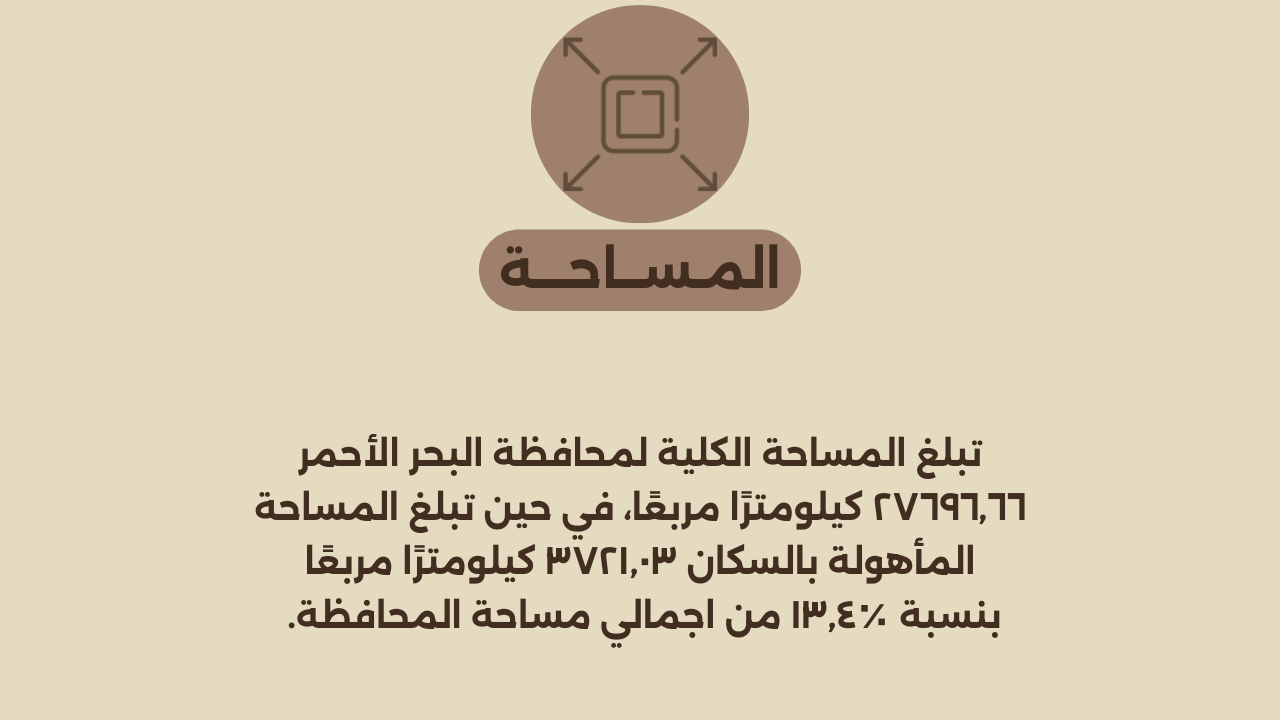 المـســاحـــة
تبلغ المساحة الكلية لمحافظة البحر الأحمر
٢٧٦٩٦,٦٦ كيلومترًا مربعًا، في حين تبلغ المساحة
المأهولة بالسكان ٣٧٢١,٠٣ كيلومترًا مربعًا
بنسبة ١٣,٤٪ من اجمالي مساحة المحافظة.